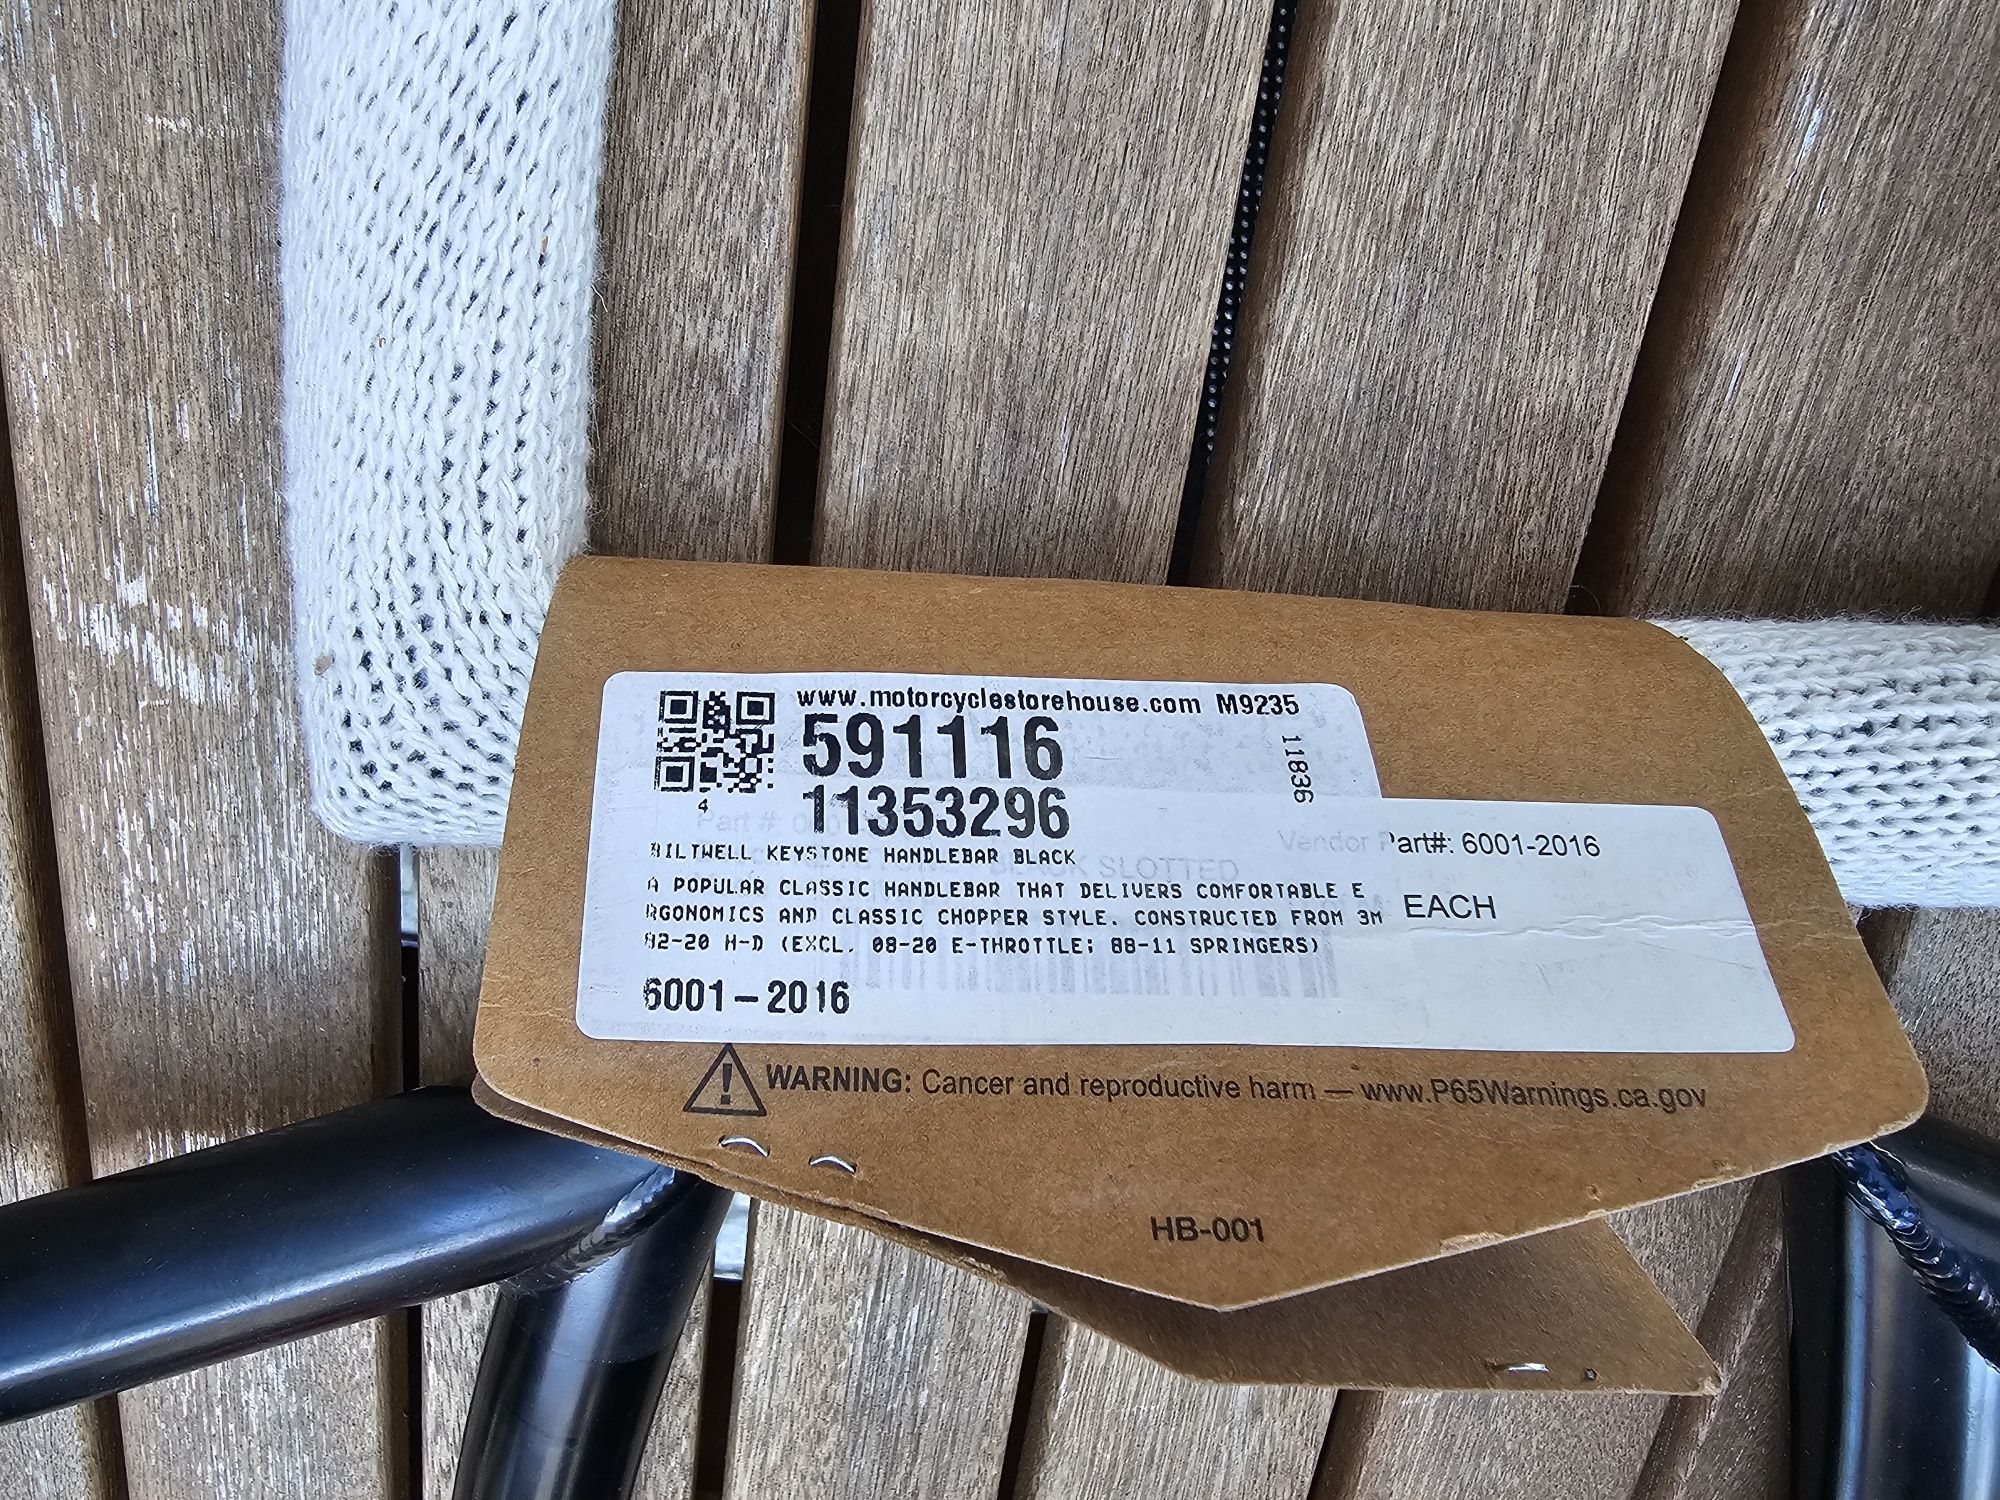 www.motorcyclestorehouse.com M9235
591116
11836
11353296
4
Part #:
Vendor Part#: 6001-2016
BILTWELL KEYSTONE HANDLEBAR BLACK
BLACK SLOTTED
A POPULAR CLASSIC HANDLEBAR THAT DELIVERS COMFORTABLE E
RGONOMICS AND CLASSIC CHOPPER STYLE. CONSTRUCTED FROM 3M
EACH
82-20 H-D (EXCL. 08-20 E-THROTTLE; 88-11 SPRINGERS)
6001-2016
WARNING: Cancer and reproductive harm — www.P65Warnings.ca.gov
HB-001